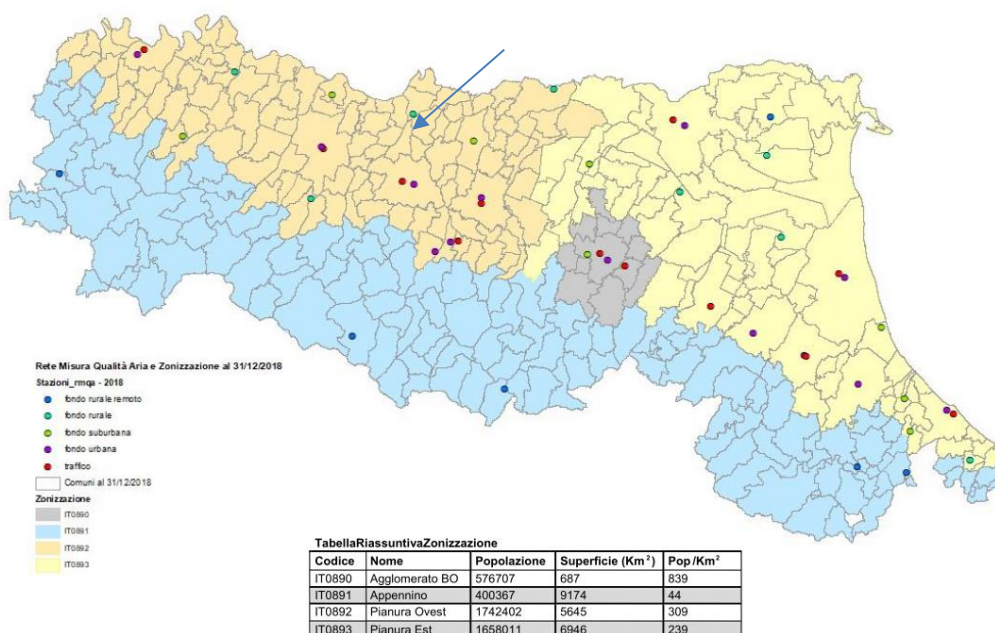 Rete Misura Qualità Aria e Zonizzazione al 31/12/2018
Stazioni_rmqa - 2018
fondo rurale remoto
fondo rurale
fondo suburbana
fondo urbana
traffico
Comuni al 31/12/2018
Zonizzazione
IT0890
IT0891
IT0892
IT0893
TabellaRiassuntivaZonizzazione
Codice Nome Popolazione Superficie (Km²) Pop/Km²
IT0890 Agglomerato BO 576707 687 839
IT0891 Appennino 400367 9174 44
IT0892 Pianura Ovest 1742402 5645 309
IT0893 Pianura Est 1658011 6946 239